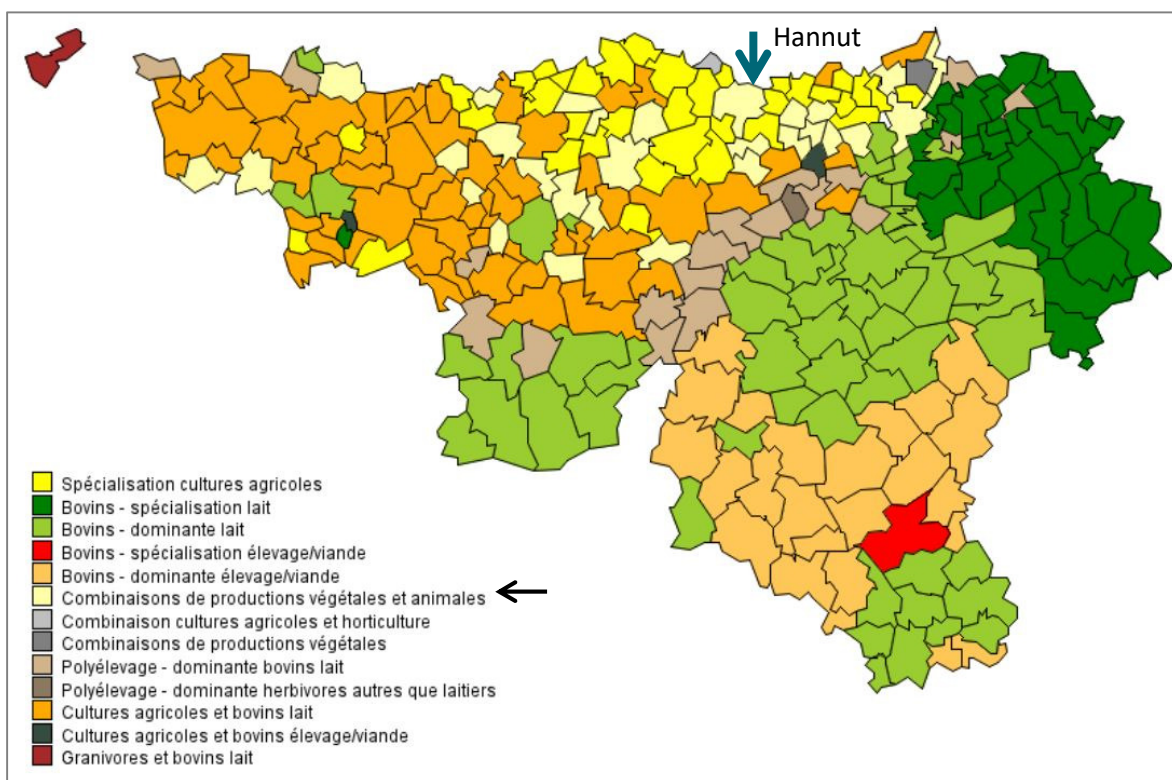 Hannut
Spécialisation cultures agricoles
Bovins - spécialisation lait
Bovins - dominante lait
Bovins - spécialisation élevage/viande
Bovins - dominante élevage/viande
Combinaisons de productions végétales et animales
Combinaison cultures agricoles et horticulture
Combinaisons de productions végétales
Polyélevage - dominante bovins lait
Polyélevage - dominante herbivores autres que laitiers
Cultures agricoles et bovins lait
Cultures agricoles et bovins élevage/viande
Granivores et bovins lait